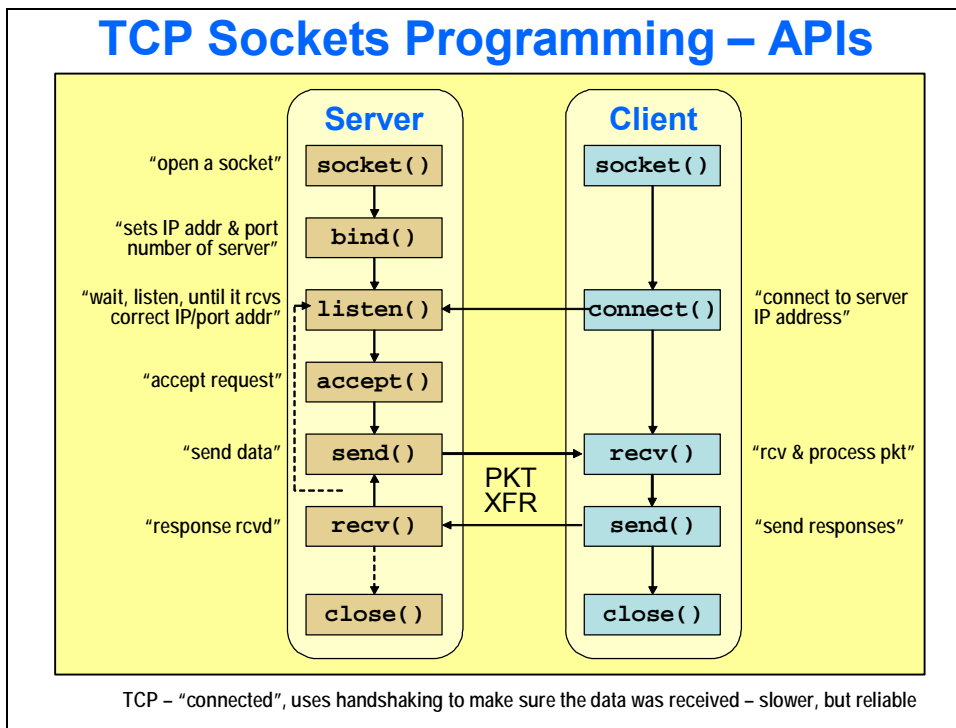 TCP Sockets Programming – APIs
Server
Client
“open a socket”
socket()
socket()
“sets IP addr & port
number of server”
bind()
“wait, listen, until it rcvs
correct IP/port addr”
listen()
connect()
“connect to server
IP address”
“accept request”
accept()
“send data”
send()
recv()
“rcv & process pkt”
PKT
XFR
“response rcvd”
recv()
send()
“send responses”
close()
close()
TCP – “connected”, uses handshaking to make sure the data was received – slower, but reliable